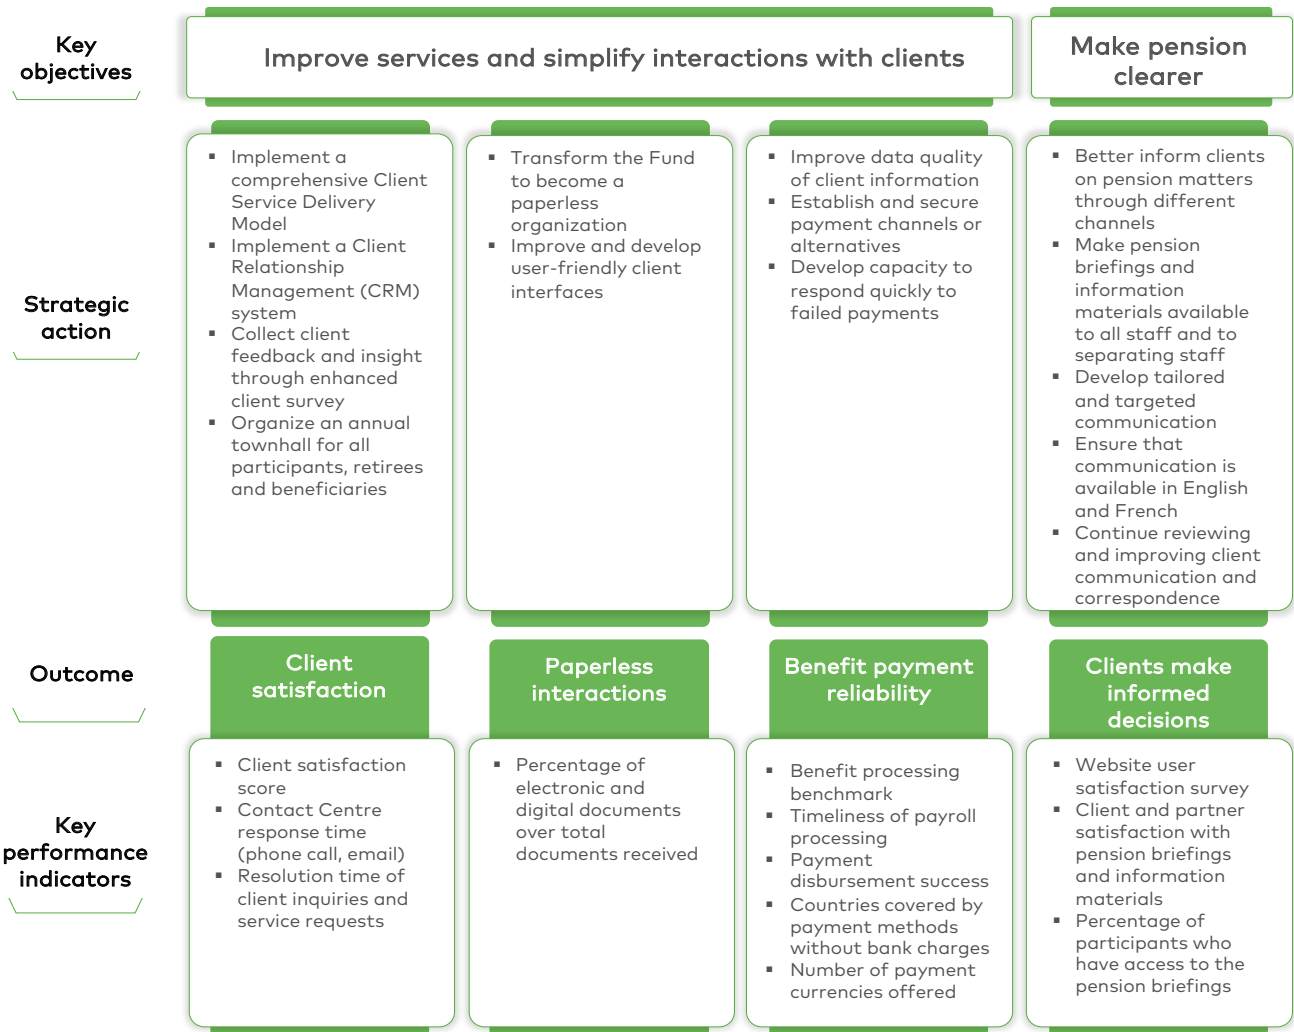 Key
objectives
Improve services and simplify interactions with clients
Make pension
clearer
Strategic
action
▪ Implement a
comprehensive Client
Service Delivery
Model
▪ Implement a Client
Relationship
Management (CRM)
system
▪ Collect client
feedback and insight
through enhanced
client survey
▪ Organize an annual
townhall for all
participants, retirees
and beneficiaries
▪ Transform the Fund
to become a
paperless
organization
▪ Improve and develop
user-friendly client
interfaces
▪ Improve data quality
of client information
▪ Establish and secure
payment channels or
alternatives
▪ Develop capacity to
respond quickly to
failed payments
▪ Better inform clients
on pension matters
through different
channels
▪ Make pension
briefings and
information
materials available
to all staff and to
separating staff
▪ Develop tailored
and targeted
communication
▪ Ensure that
communication is
available in English
and French
▪ Continue reviewing
and improving client
communication and
correspondence
Outcome
Client
satisfaction
Paperless
interactions
Benefit payment
reliability
Clients make
informed
decisions
Key
performance
indicators
▪ Client satisfaction
score
▪ Contact Centre
response time
(phone call, email)
▪ Resolution time of
client inquiries and
service requests
▪ Percentage of
electronic and
digital documents
over total
documents received
▪ Benefit processing
benchmark
▪ Timeliness of payroll
processing
▪ Payment
disbursement success
▪ Countries covered by
payment methods
without bank charges
▪ Number of payment
currencies offered
▪ Website user
satisfaction survey
▪ Client and partner
satisfaction with
pension briefings
and information
materials
▪ Percentage of
participants who
have access to the
pension briefings